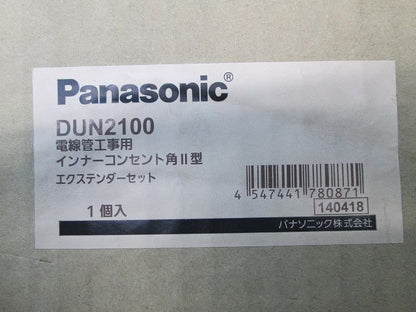 Panasonic®
DUN2100
電線管工事用
インナーコンセント角II型
エクステンダーセット
4 547441 780871
1個入
140418
パナソニック株式会社